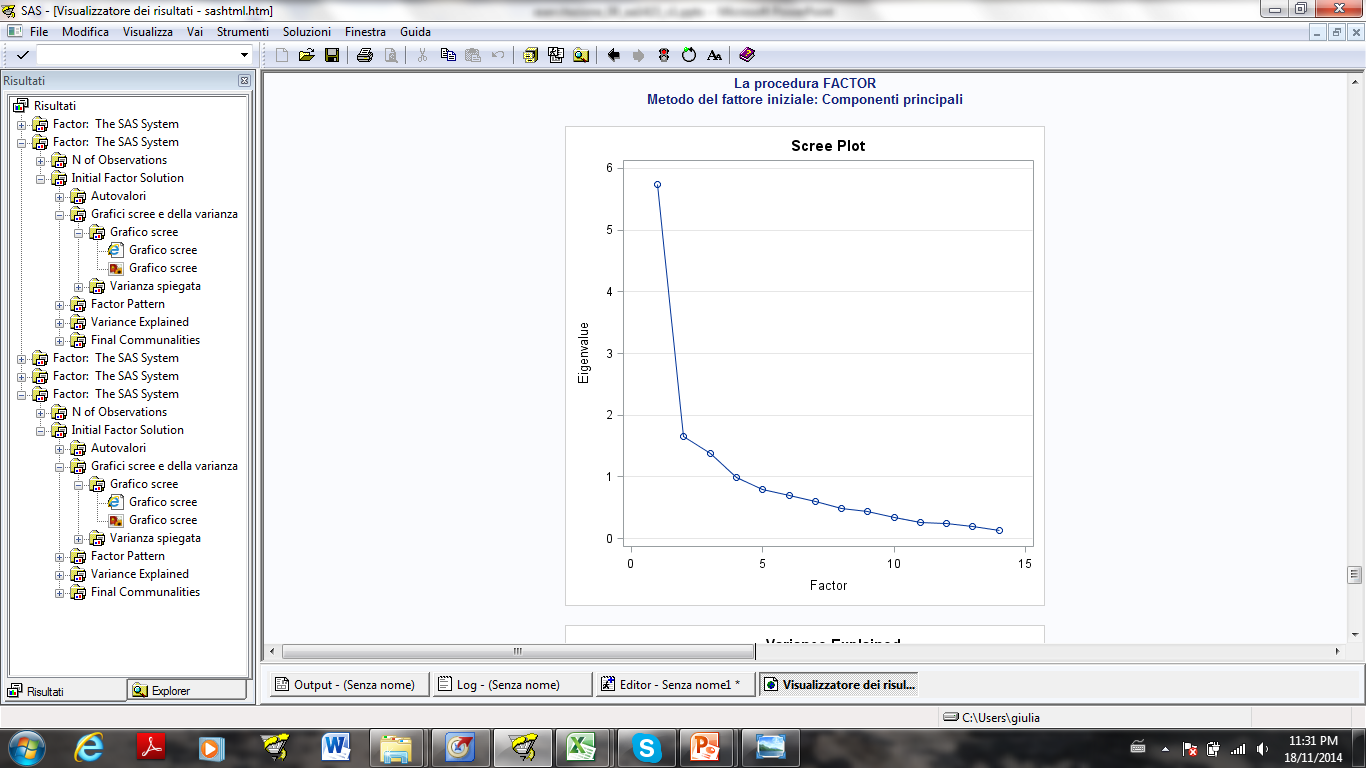 SAS - [Visualizzatore dei risultati - sashtml.htm]
File Modifica Visualizza Vai Strumenti Soluzioni Finestra Guida
Risultati
Risultati
Factor: The SAS System
Factor: The SAS System
N of Observations
Initial Factor Solution
Autovalori
Grafici scree e della varianza
Grafico scree
Grafico scree
Grafico scree
Varianza spiegata
Factor Pattern
Variance Explained
Final Communalities
Factor: The SAS System
Factor: The SAS System
Factor: The SAS System
N of Observations
Initial Factor Solution
Autovalori
Grafici scree e della varianza
Grafico scree
Grafico scree
Grafico scree
Varianza spiegata
Factor Pattern
Variance Explained
Final Communalities
Risultati Explorer
La procedura FACTOR
Metodo del fattore iniziale: Componenti principali
Scree Plot
6
5
4
3
2
1
0
Eigenvalue
0 5 10 15
Factor
Variance Explained
Output - (Senza nome) Log - (Senza nome) Editor - Senza nome1 * Visualizzatore dei risul...
C:\Users\giulia
11:31 PM
18/11/2014